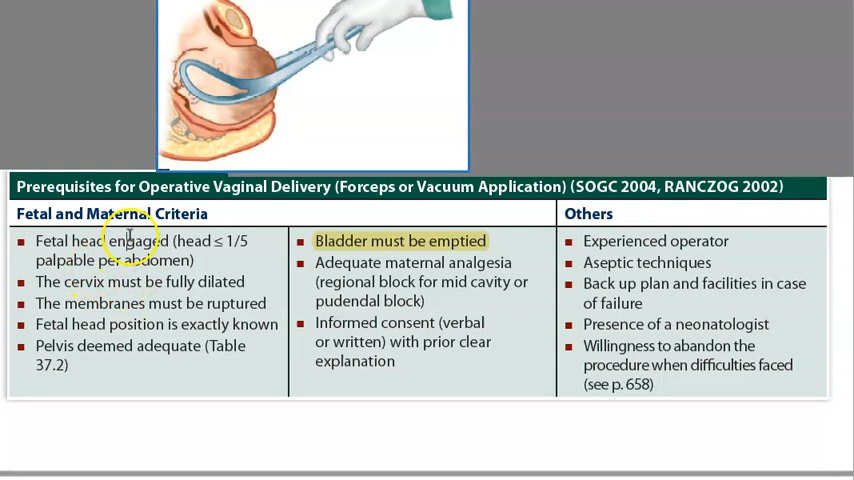 Prerequisites for Operative Vaginal Delivery (Forceps or Vacuum Application) (SOGC 2004, RANCZOG 2002)
Fetal and Maternal Criteria
Fetal head engaged (head ≤ 1/5
palpable per abdomen)
The cervix must be fully dilated
The membranes must be ruptured
Fetal head position is exactly known
Pelvis deemed adequate (Table
37.2)
Bladder must be emptied
Adequate maternal analgesia
(regional block for mid cavity or
pudendal block)
Informed consent (verbal
or written) with prior clear
explanation
Others
Experienced operator
Aseptic techniques
Back up plan and facilities in case
of failure
Presence of a neonatologist
Willingness to abandon the
procedure when difficulties faced
(see p. 658)